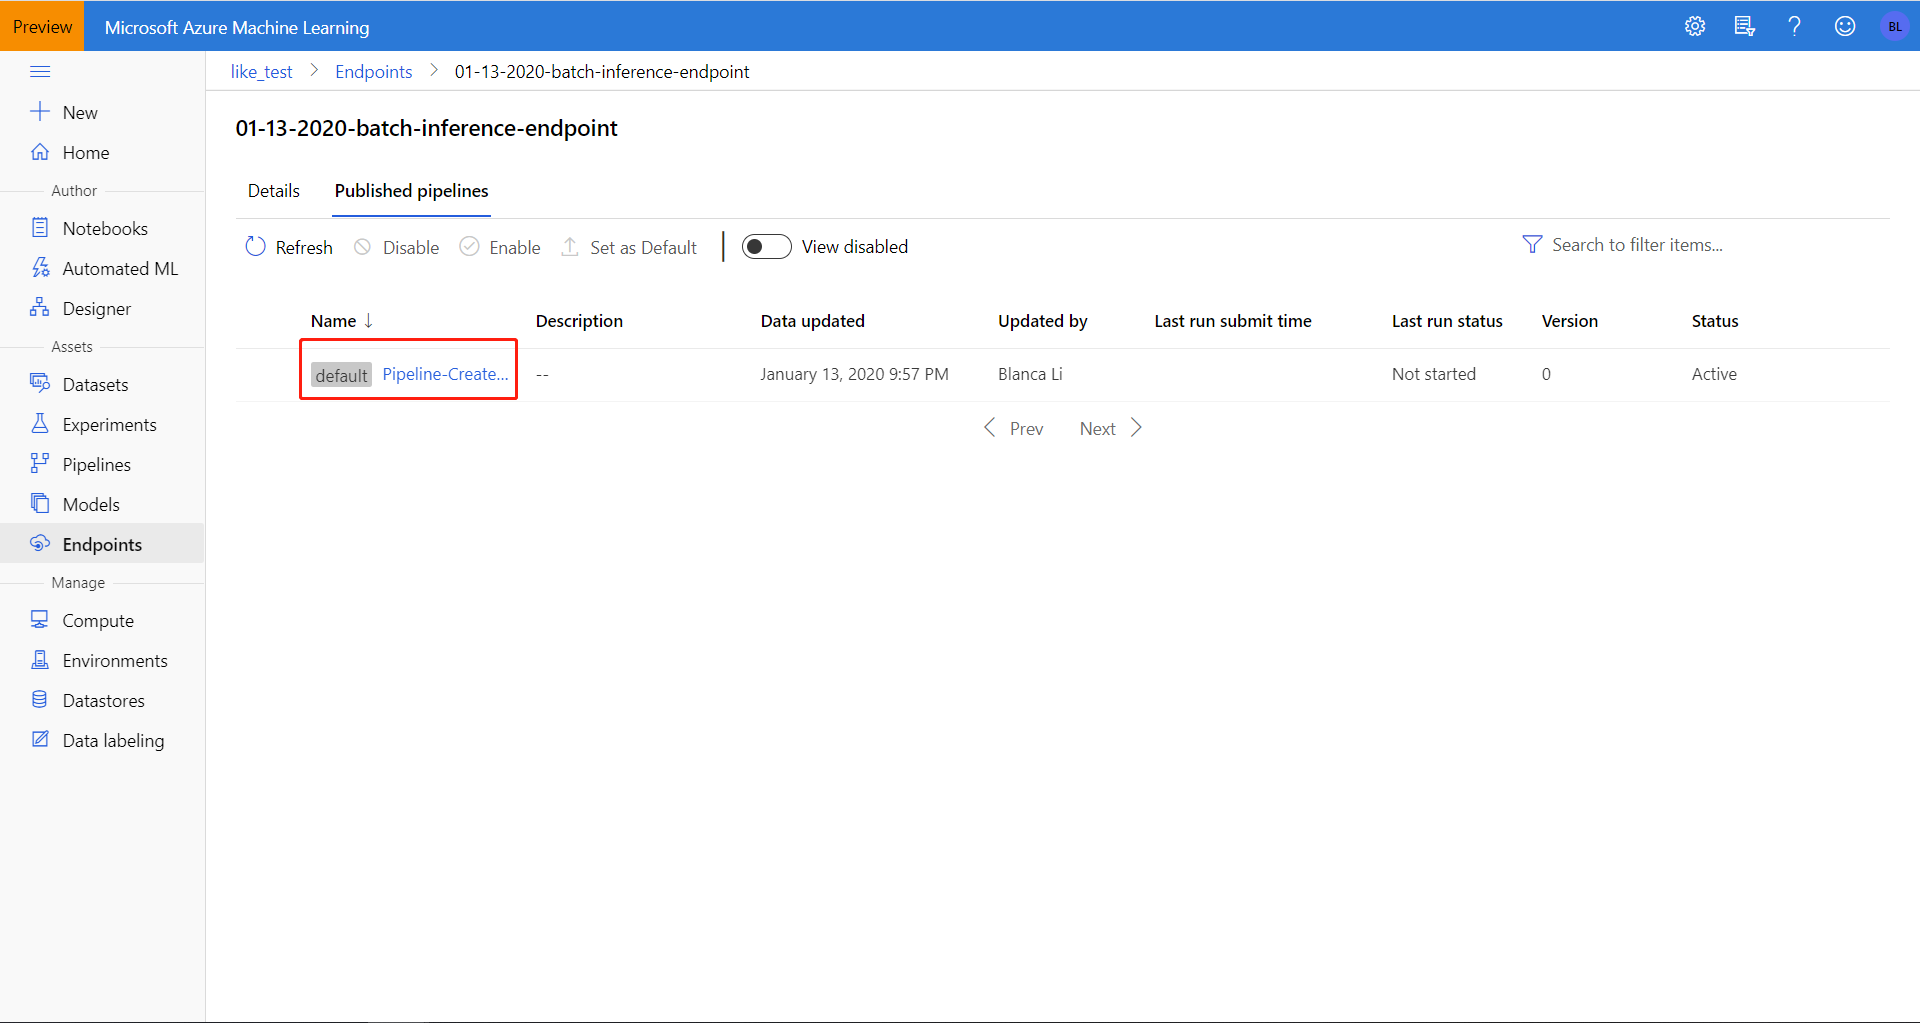 Preview
Microsoft Azure Machine Learning
BL
like_test > Endpoints > 01-13-2020-batch-inference-endpoint
New
Home
Author
Notebooks
Automated ML
Designer
Assets
Datasets
Experiments
Pipelines
Models
Endpoints
Manage
Compute
Environments
Datastores
Data labeling
01-13-2020-batch-inference-endpoint
Details Published pipelines
Refresh Disable Enable Set as Default View disabled Search to filter items...
Name ↓ Description Data updated Updated by Last run submit time Last run status Version Status
default Pipeline-Create... -- January 13, 2020 9:57 PM Blanca Li Not started 0 Active
< Prev Next >